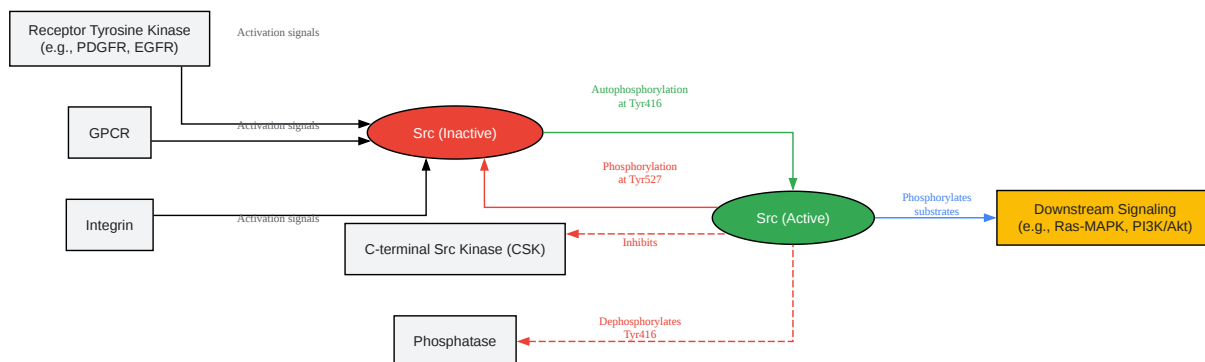 Receptor Tyrosine Kinase
(e.g., PDGFR, EGFR)
Activation signals
GPCR
Activation signals
Integrin
Activation signals
Src (Inactive)
Autophosphorylation
at Tyr416
Phosphorylation
at Tyr527
Src (Active)
Phosphorylates
substrates
Downstream Signaling
(e.g., Ras-MAPK, PI3K/Akt)
C-terminal Src Kinase (CSK)
Inhibits
Phosphatase
Dephosphorylates
Tyr416